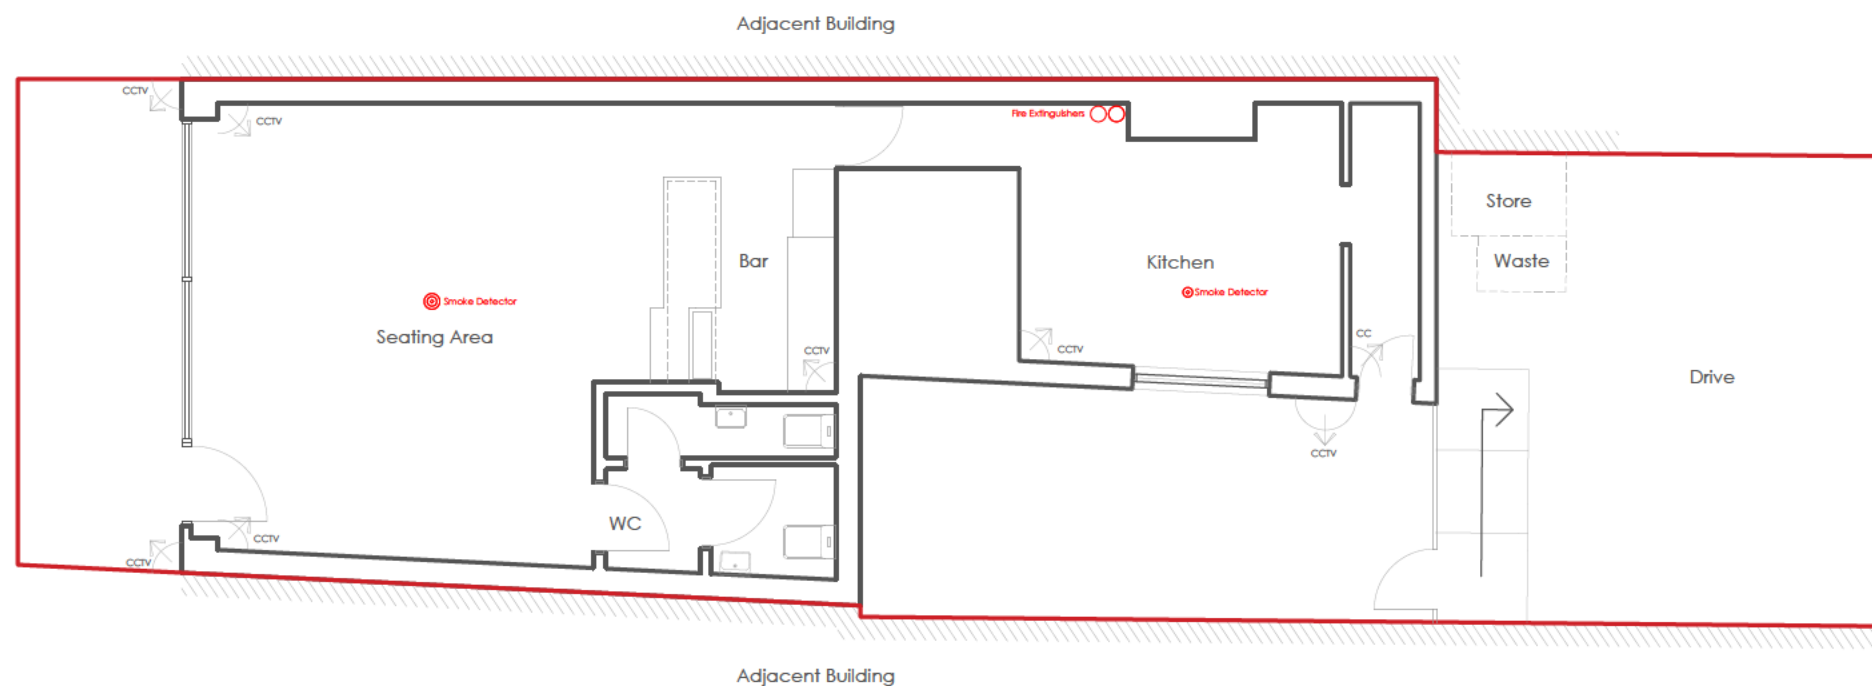 Adjacent Building
CCTV
CCTV
Fire Extinguishers
Store
Bar
Waste
Kitchen
Smoke Detector
Smoke Detector
Seating Area
CC
CCTV
CCTV
Drive
CCTV
WC
CCTV
CCTV
Adjacent Building